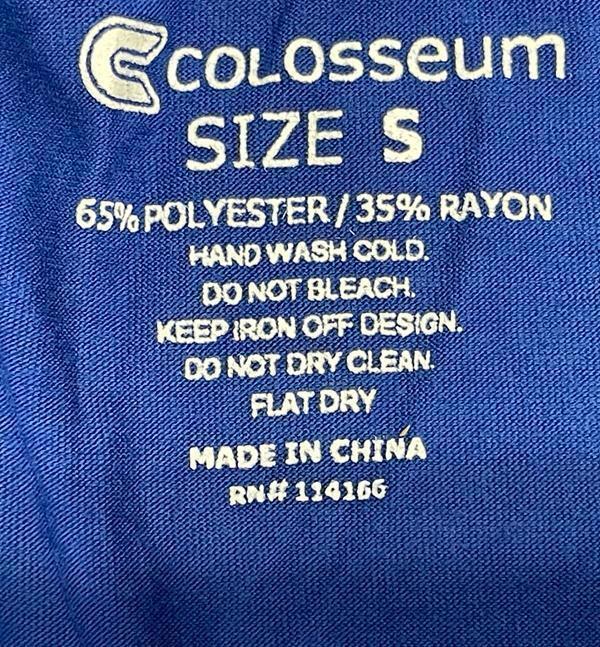 COLOSSEUM
SIZE S
65% POLYESTER / 35% RAYON
HAND WASH COLD.
DO NOT BLEACH.
KEEP IRON OFF DESIGN.
DO NOT DRY CLEAN.
FLAT DRY
MADE IN CHINA
RN# 114166